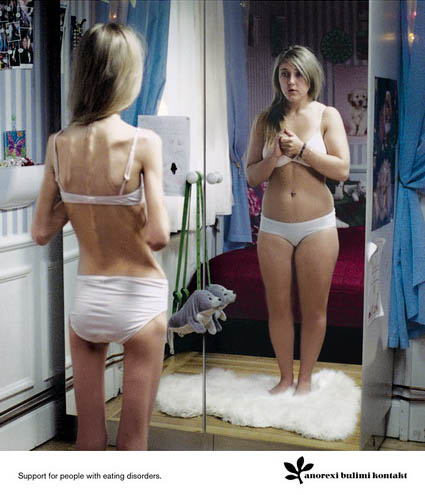 Support for people with eating disorders.
anorexi bulimi kontakt